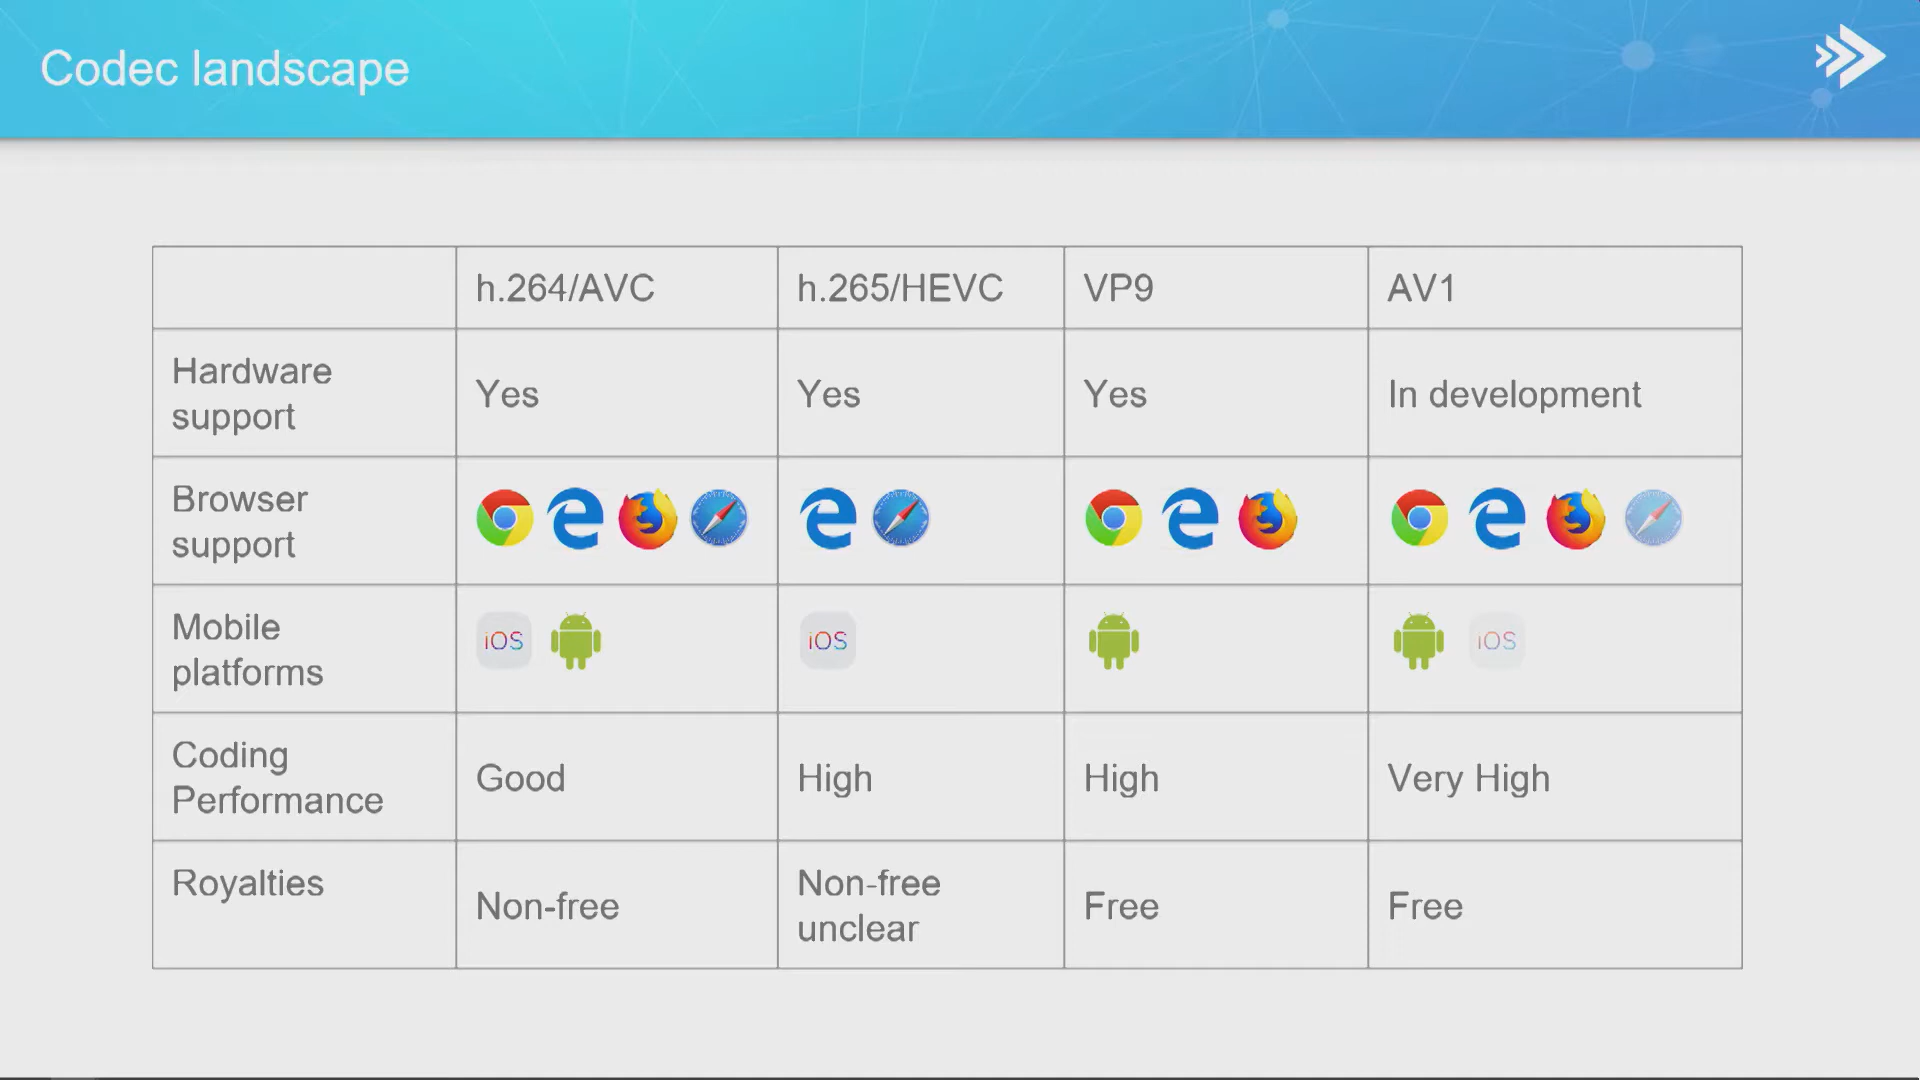 Codec landscape
h.264/AVC
h.265/HEVC
VP9
AV1
Hardware
support
Yes
Yes
Yes
In development
Browser
support
Mobile
platforms
iOS
iOS
iOS
Coding
Performance
Good
High
High
Very High
Royalties
Non-free
Non-free
unclear
Free
Free